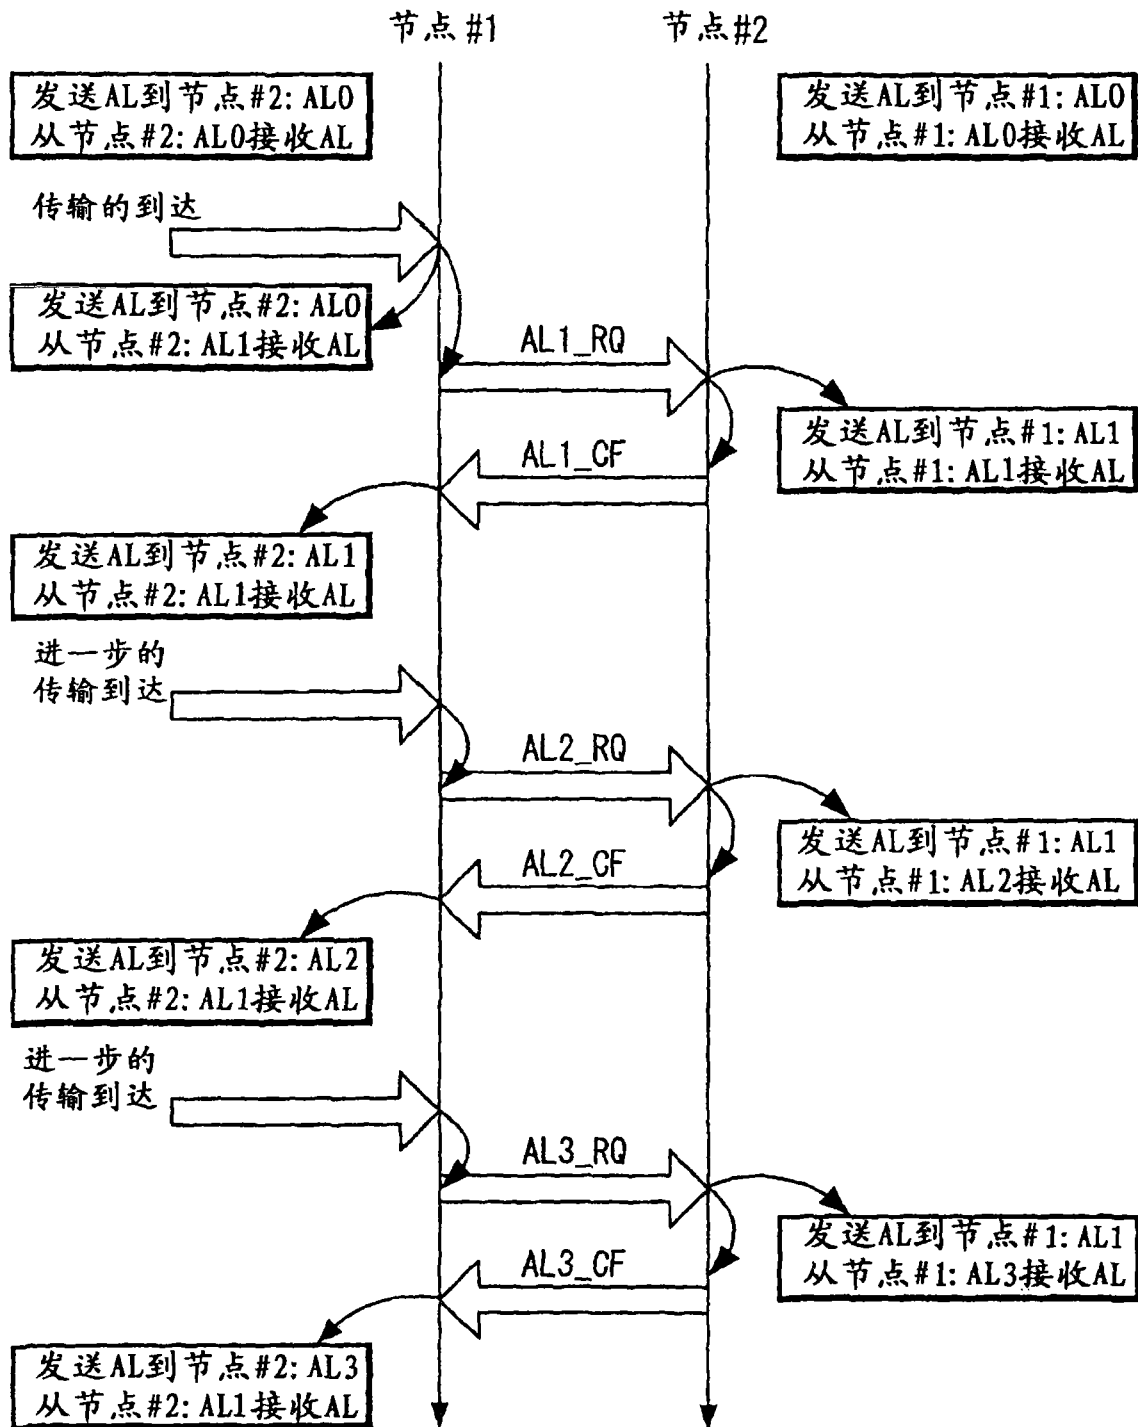 节点 #1
节点#2
发送AL到节点#2: AL0
从节点#2: AL0接收AL
发送AL到节点#1: AL0
从节点#1: AL0接收AL
传输的到达
发送AL到节点#2: AL0
从节点#2: AL1接收AL
AL1_RQ
发送AL到节点#1: AL1
从节点#1: AL1接收AL
AL1_CF
发送AL到节点#2: AL1
从节点#2: AL1接收AL
进一步的
传输到达
AL2_RQ
发送AL到节点#1: AL1
从节点#1: AL2接收AL
AL2_CF
发送AL到节点#2: AL2
从节点#2: AL1接收AL
进一步的
传输到达
AL3_RQ
发送AL到节点#1: AL1
从节点#1: AL3接收AL
AL3_CF
发送AL到节点#2: AL3
从节点#2: AL1接收AL